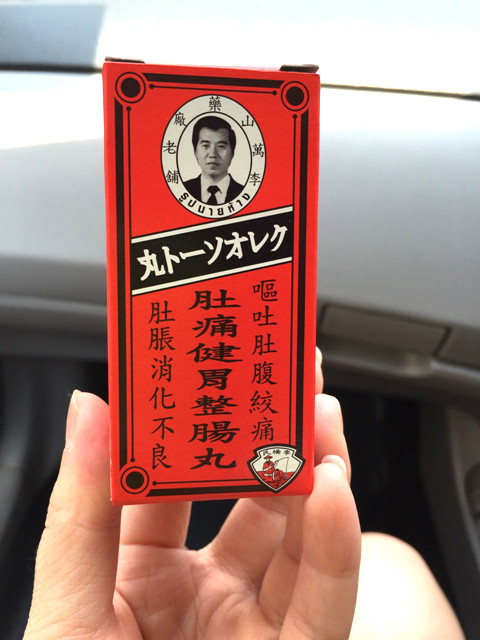 李萬山藥廠老舖
รูปนายห้าง
クレオソート丸
嘔吐肚腹絞痛
肚痛健胃整腸丸
肚脹消化不良